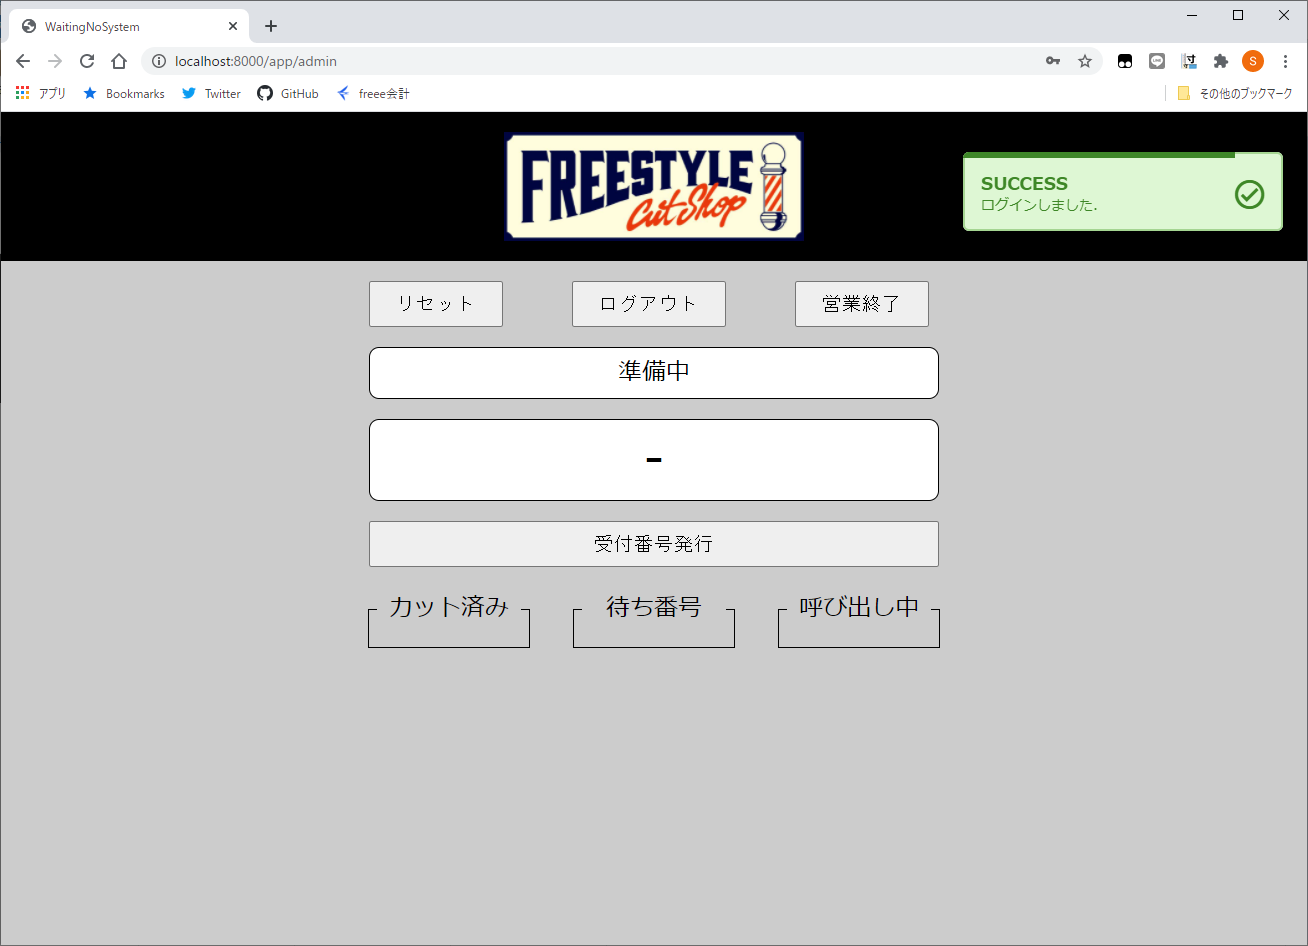 WaitingNoSystem
localhost:8000/app/admin
S
アプリ
Bookmarks
Twitter
GitHub
freee会計
その他のブックマーク
FREESTYLE
Cut Shop
SUCCESS
ログインしました.
リセット
ログアウト
営業終了
準備中
-
受付番号発行
カット済み
待ち番号
呼び出し中